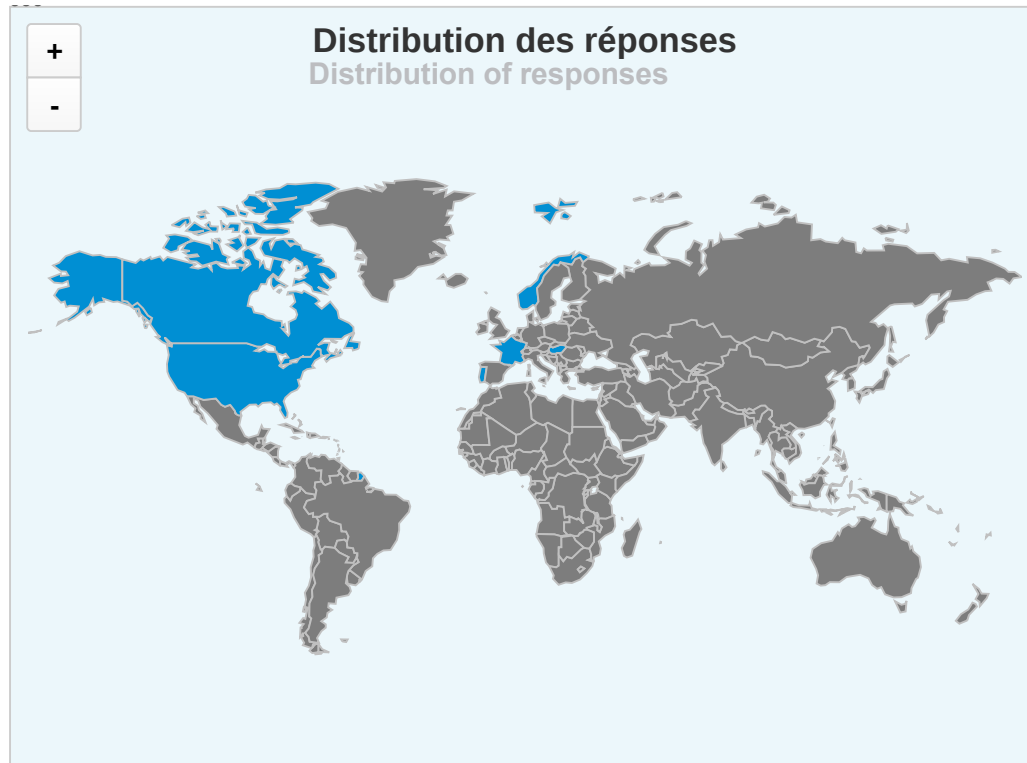 +
-
Distribution des réponses
Distribution of responses